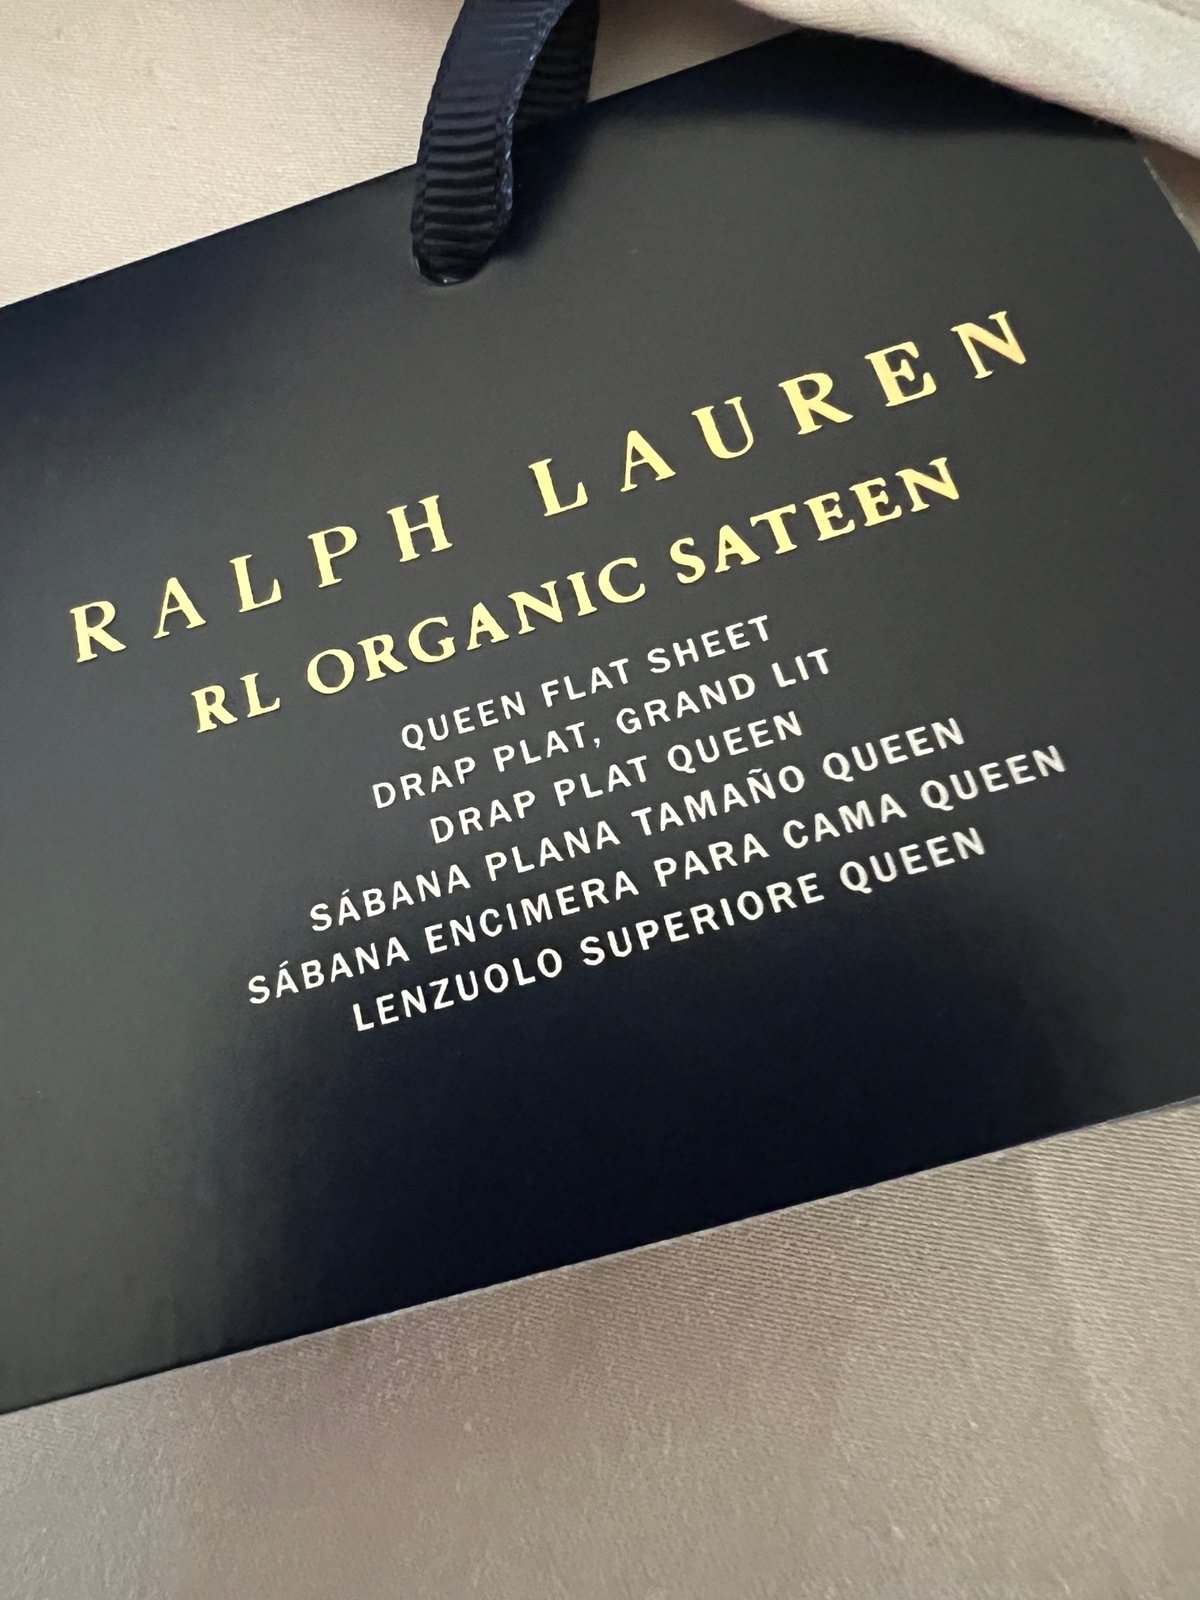 RALPH LAUREN
RL ORGANIC SATEEN
QUEEN FLAT SHEET
DRAP PLAT, GRAND LIT
DRAP PLAT QUEEN
SÁBANA PLANA TAMAÑO QUEEN
SÁBANA ENCIMERA PARA CAMA QUEEN
LENZUOLO SUPERIORE QUEEN